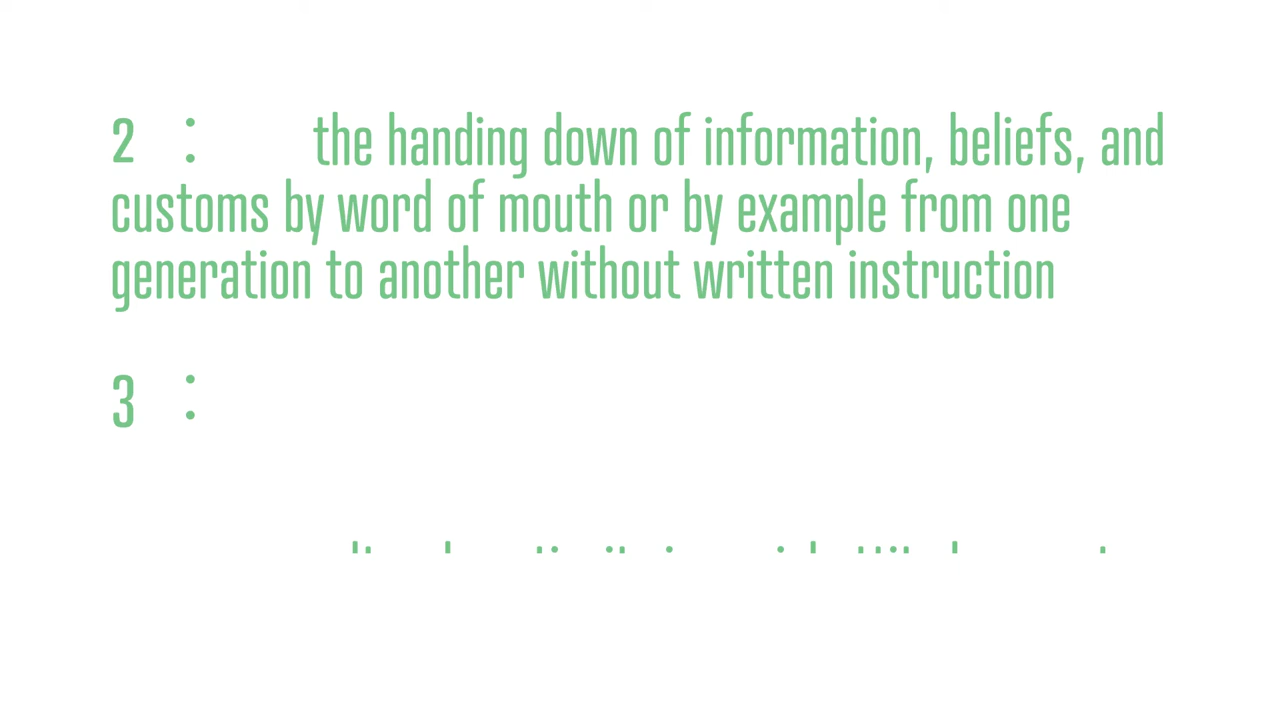 2 : the handing down of information, beliefs, and
customs by word of mouth or by example from one
generation to another without written instruction
3 :